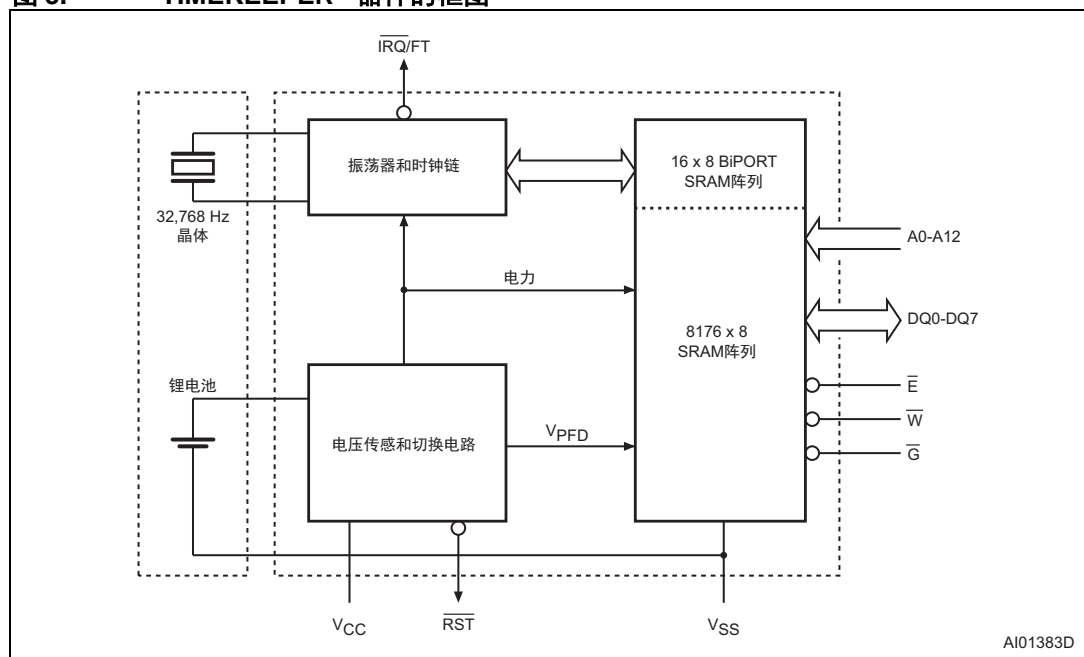 IRQ/FT
振荡器和时钟链
16 x 8 BiPORT
SRAM阵列
32,768 Hz
晶体
A0-A12
电力
DQ0-DQ7
8176 x 8
SRAM阵列
锂电池
E
W
G
电压传感和切换电路
VPFD
VCC
RST
VSS
AI01383D